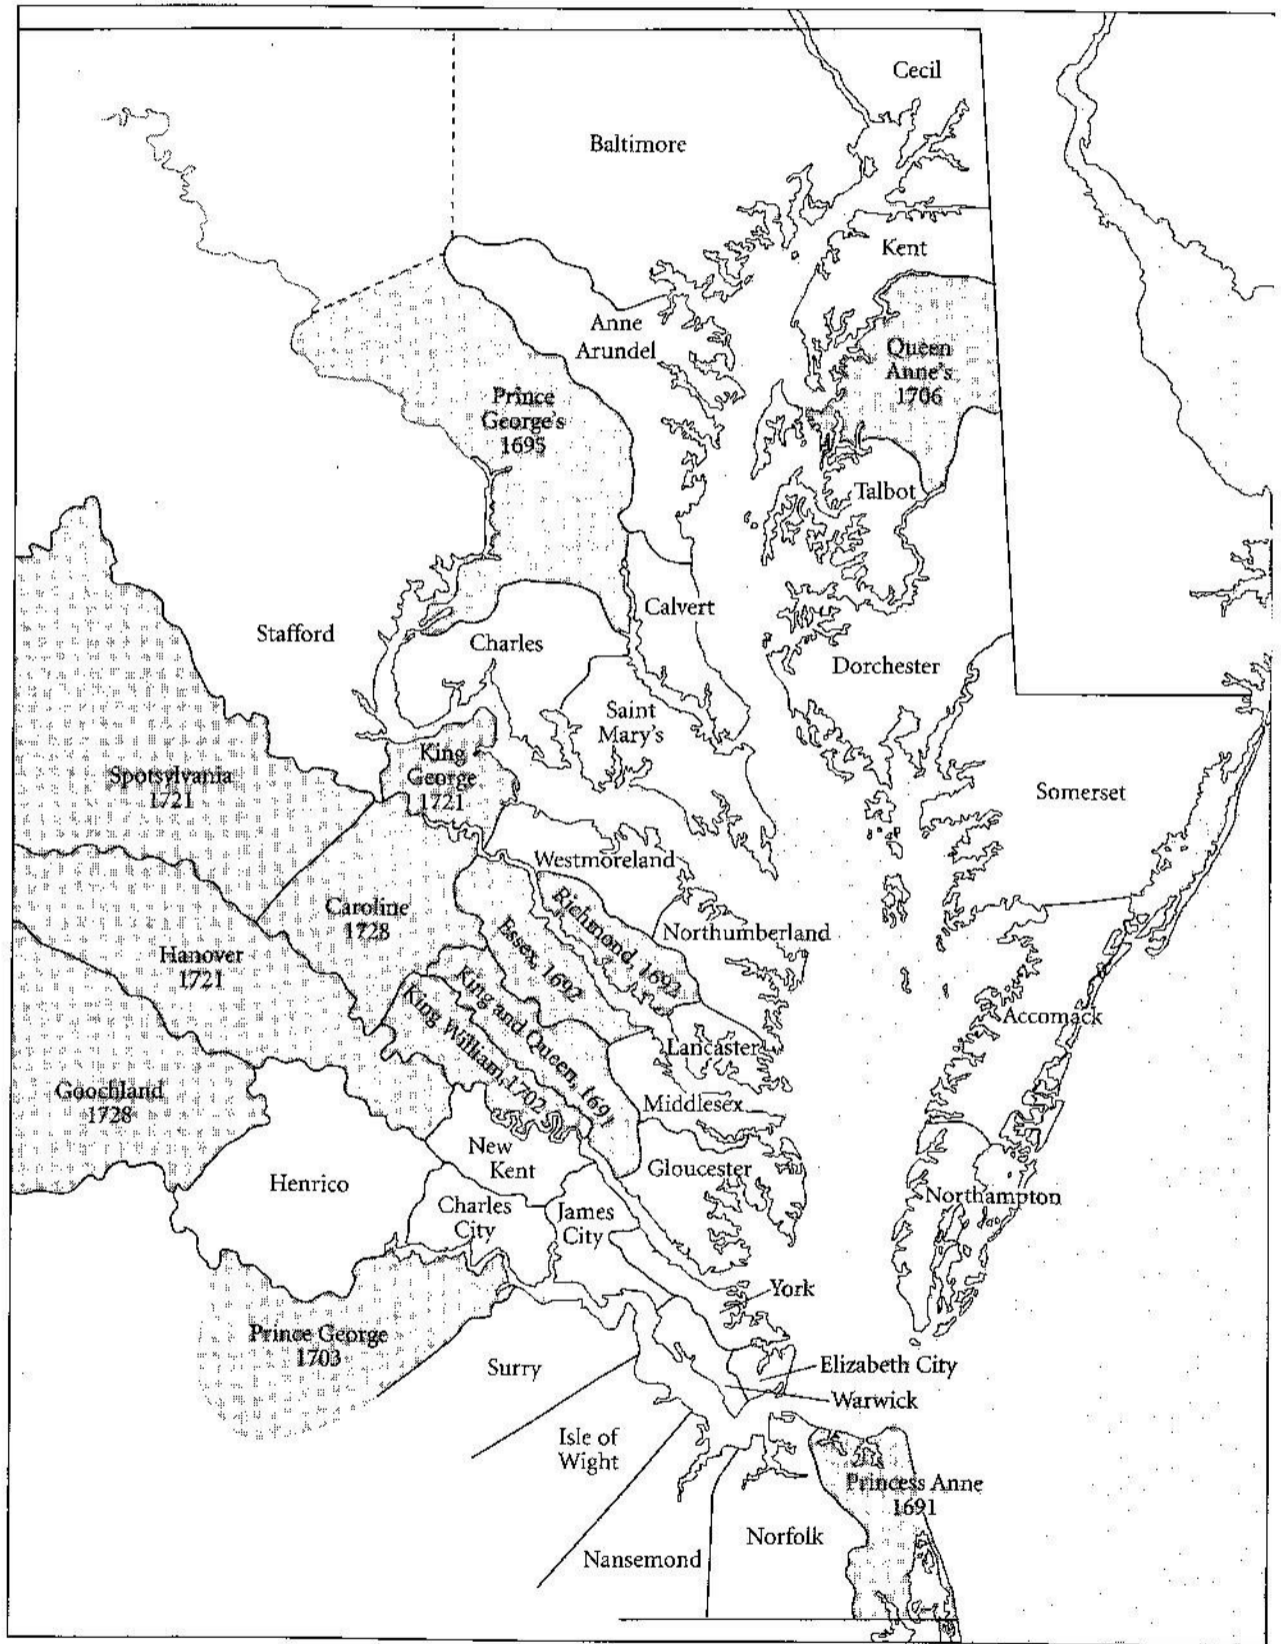 Cecil
Baltimore
Kent
Anne
Arundel
Queen
Anne's
1706
Prince
George's
1695
Talbot
Calvert
Stafford
Charles
Dorchester
Saint
Mary's
King
George
1721
Spotsylvania
1721
Somerset
Westmoreland
Richmond, 1692
Caroline
1728
Essex, 1692
Northumberland
Hanover
1721
King and Queen, 1691
King William, 1702
Accomack
Lancaster
Goochland
1728
Middlesex
New
Kent
Gloucester
Henrico
Northampton
Charles
City
James
City
York
Prince George
1703
Surry
Elizabeth City
Warwick
Isle of
Wight
Princess Anne
1691
Norfolk
Nansemond